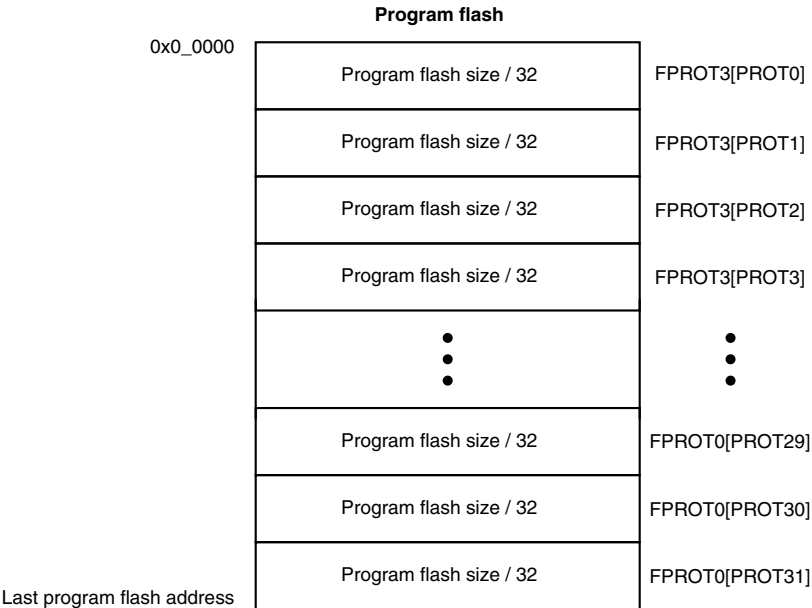 Program flash
0x0_0000
Program flash size / 32
FPROT3[PROT0]
Program flash size / 32
FPROT3[PROT1]
Program flash size / 32
FPROT3[PROT2]
Program flash size / 32
FPROT3[PROT3]
Program flash size / 32
FPROT0[PROT29]
Program flash size / 32
FPROT0[PROT30]
Program flash size / 32
FPROT0[PROT31]
Last program flash address